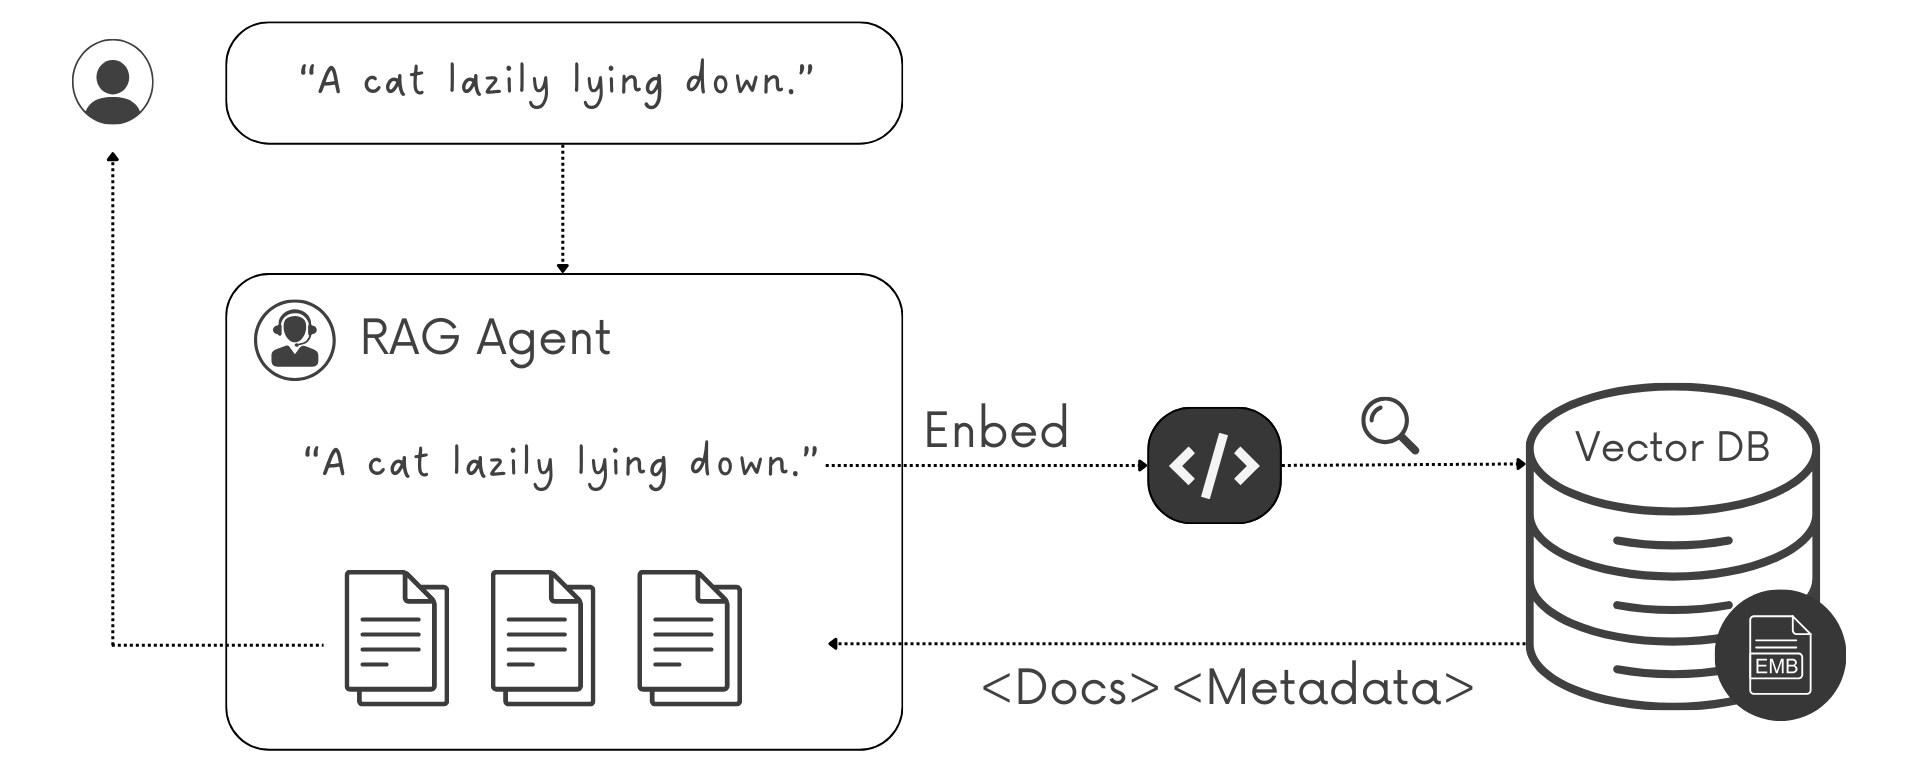 “A cat lazily lying down.”
RAG Agent
“A cat lazily lying down.”
Enbed
</>
Vector DB
EMB
<Docs> <Metadata>